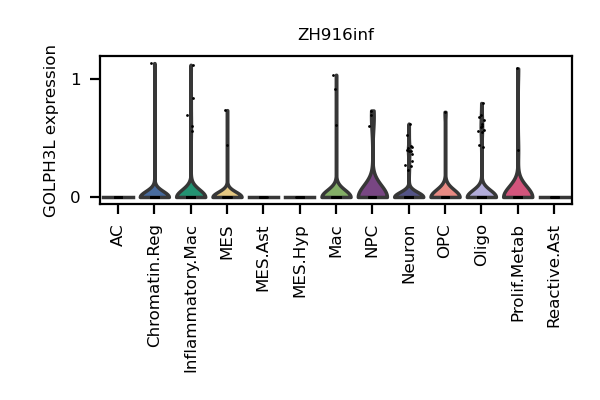 ZH916inf
GOLPH3L expression
1
0
AC
Chromatin.Reg
Inflammatory.Mac
MES
MES.Ast
MES.Hyp
Mac
NPC
Neuron
OPC
Oligo
Prolif.Metab
Reactive.Ast